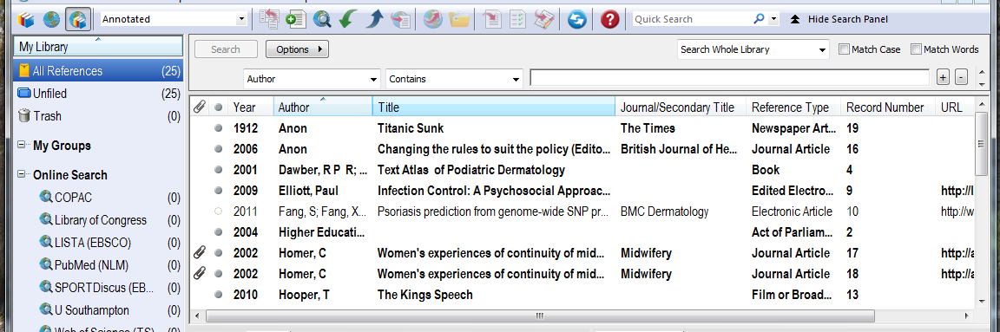 Annotated Quick Search Hide Search Panel
My Library
All References (25)
Unfiled (25)
Trash (0)
My Groups
Online Search
COPAC (0)
Library of Congress (0)
LISTA (EBSCO) (0)
PubMed (NLM) (0)
SPORTDiscus (EB... (0)
U Southampton (0)
Web of Science (TS) (0)
Search Options Search Whole Library Match Case Match Words
Author Contains + -
Year Author Title Journal/Secondary Title Reference Type Record Number URL
1912 Anon Titanic Sunk The Times Newspaper Art... 19
2006 Anon Changing the rules to suit the policy (Edito... British Journal of He... Journal Article 16
2001 Dawber, R P R; ... Text Atlas of Podiatric Dermatology Book 4
2009 Elliott, Paul Infection Control: A Psychosocial Approac... Edited Electro... 9 http://l
2011 Fang, S; Fang, X... Psoriasis prediction from genome-wide SNP pr... BMC Dermatology Electronic Article 10 http://w
2004 Higher Educati... Act of Parliam... 2
2002 Homer, C Women's experiences of continuity of mid... Midwifery Journal Article 17 http://a
2002 Homer, C Women's experiences of continuity of mid... Midwifery Journal Article 18 http://a
2010 Hooper, T The Kings Speech Film or Broad... 13